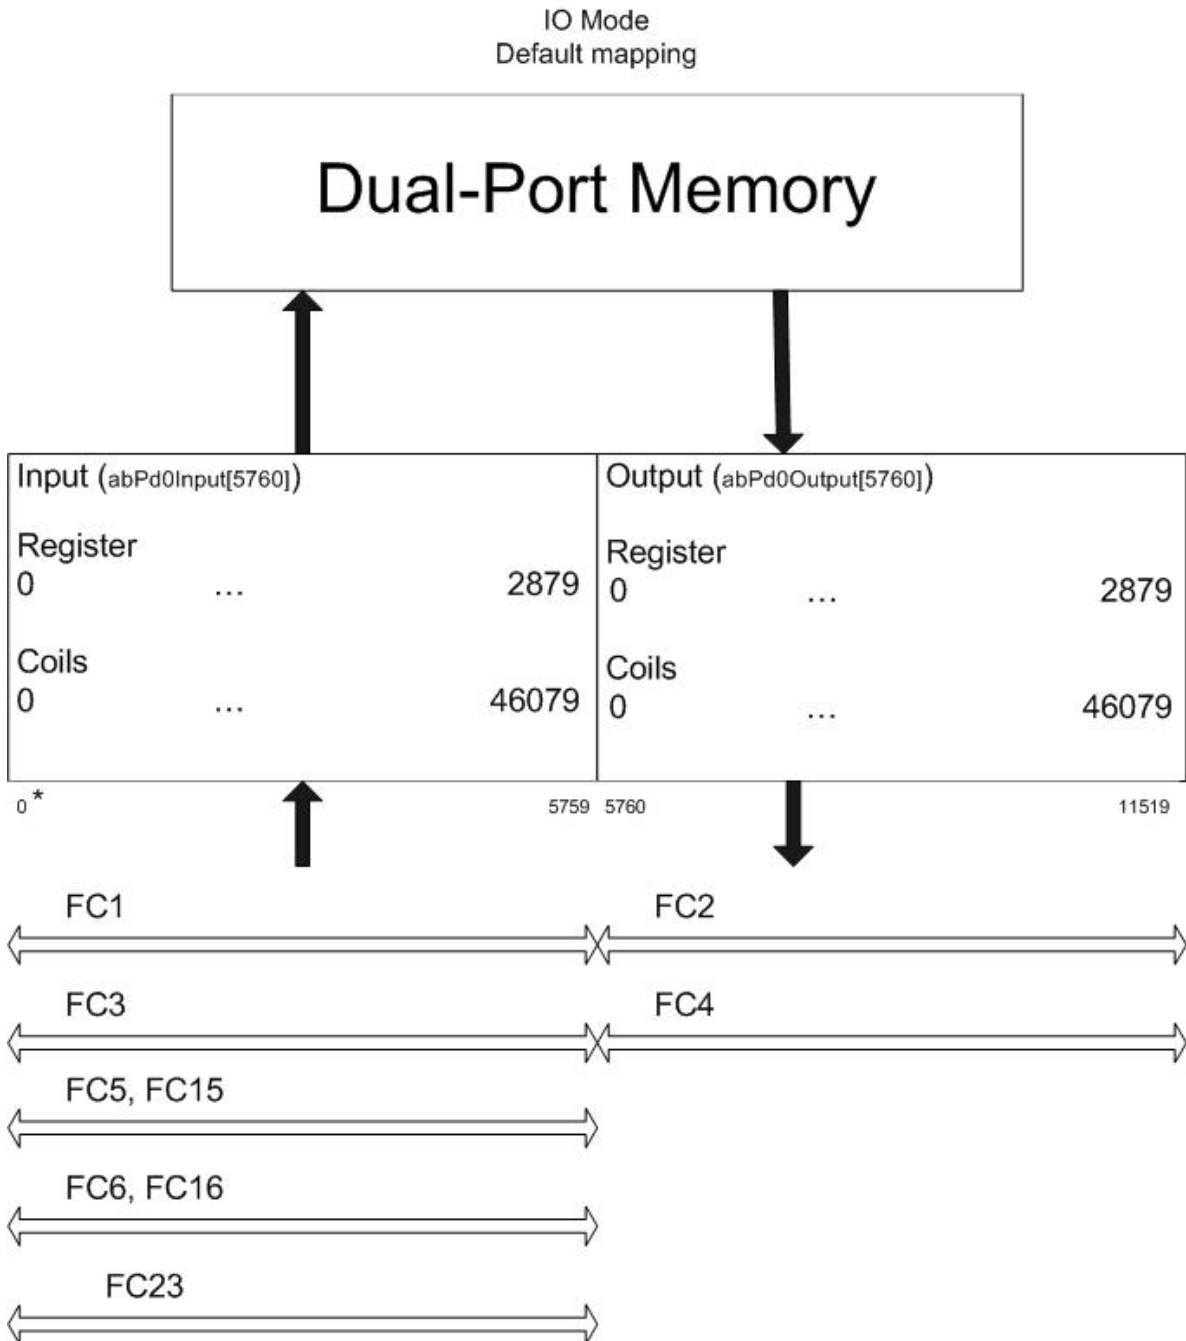 IO Mode
Default mapping
Dual-Port Memory
Input (abPd0Input[5760])
Register
0 ... 2879
Coils
0 ... 46079
Output (abPd0Output[5760])
Register
0 ... 2879
Coils
0 ... 46079
0 * 5759 5760 11519
FC1 FC2
FC3 FC4
FC5, FC15
FC6, FC16
FC23